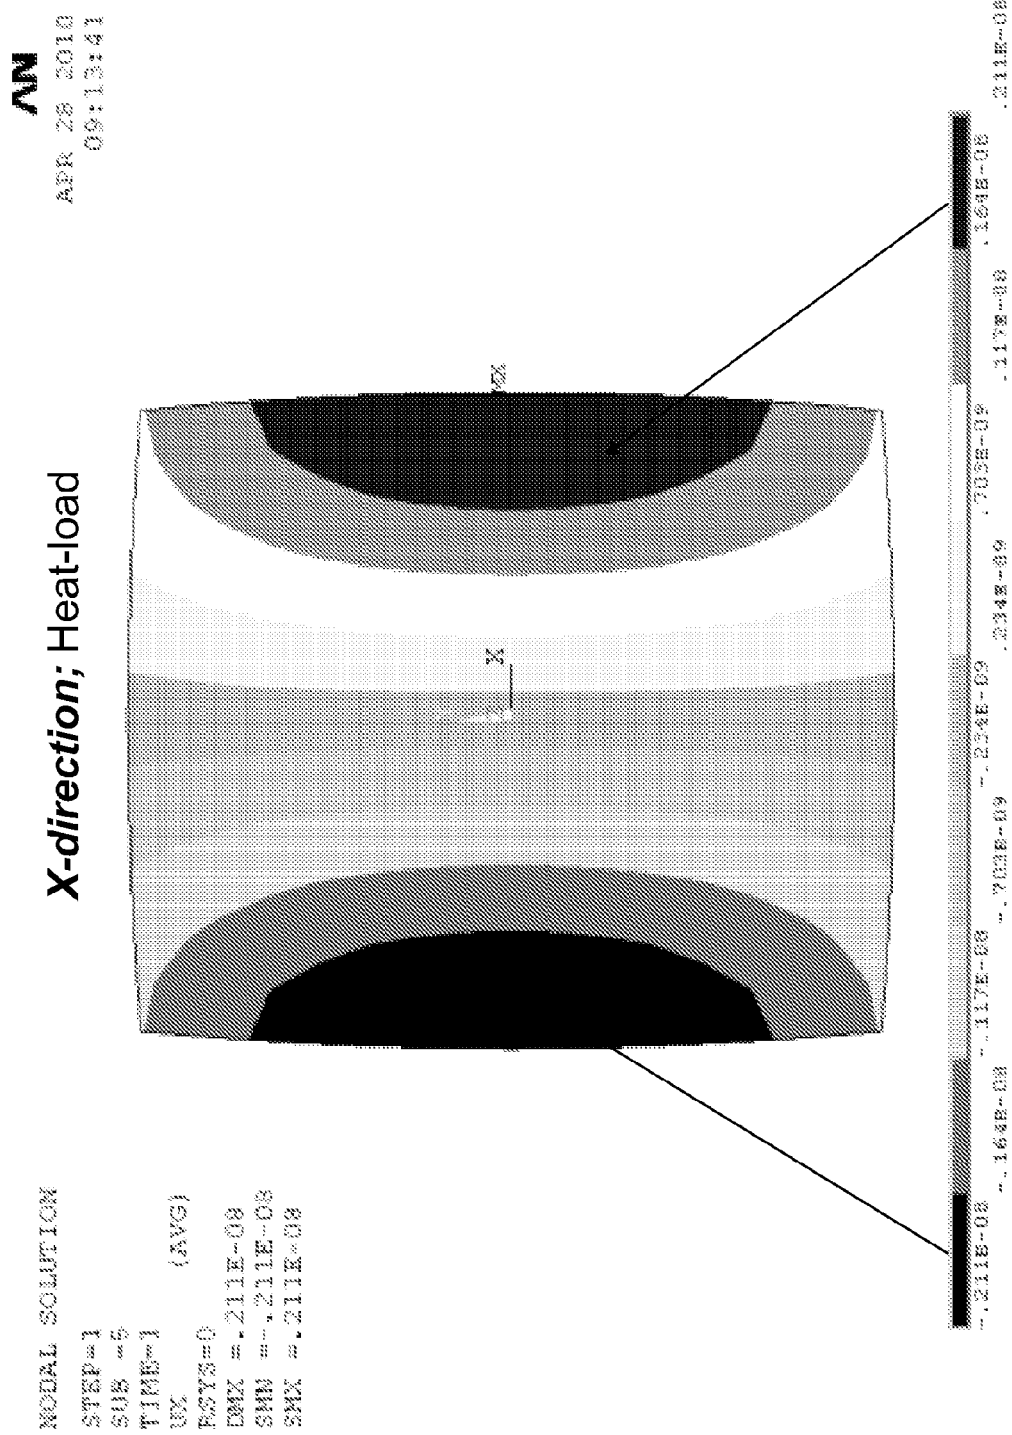 X-direction; Heat-load
NODAL SOLUTION
STEP=1
SUB =5
TIME=1
UX (AVG)
RSYS=0
DMX =.211E-08
SMN =-.211E-08
SMX =.211E-08
AN
APR 28 2010
09:13:41
MX
X
-.211E-08
-.164E-08
-.117E-08
-.703E-09
-.234E-09
.234E-09
.703E-09
.117E-08
.164E-08
.211E-08